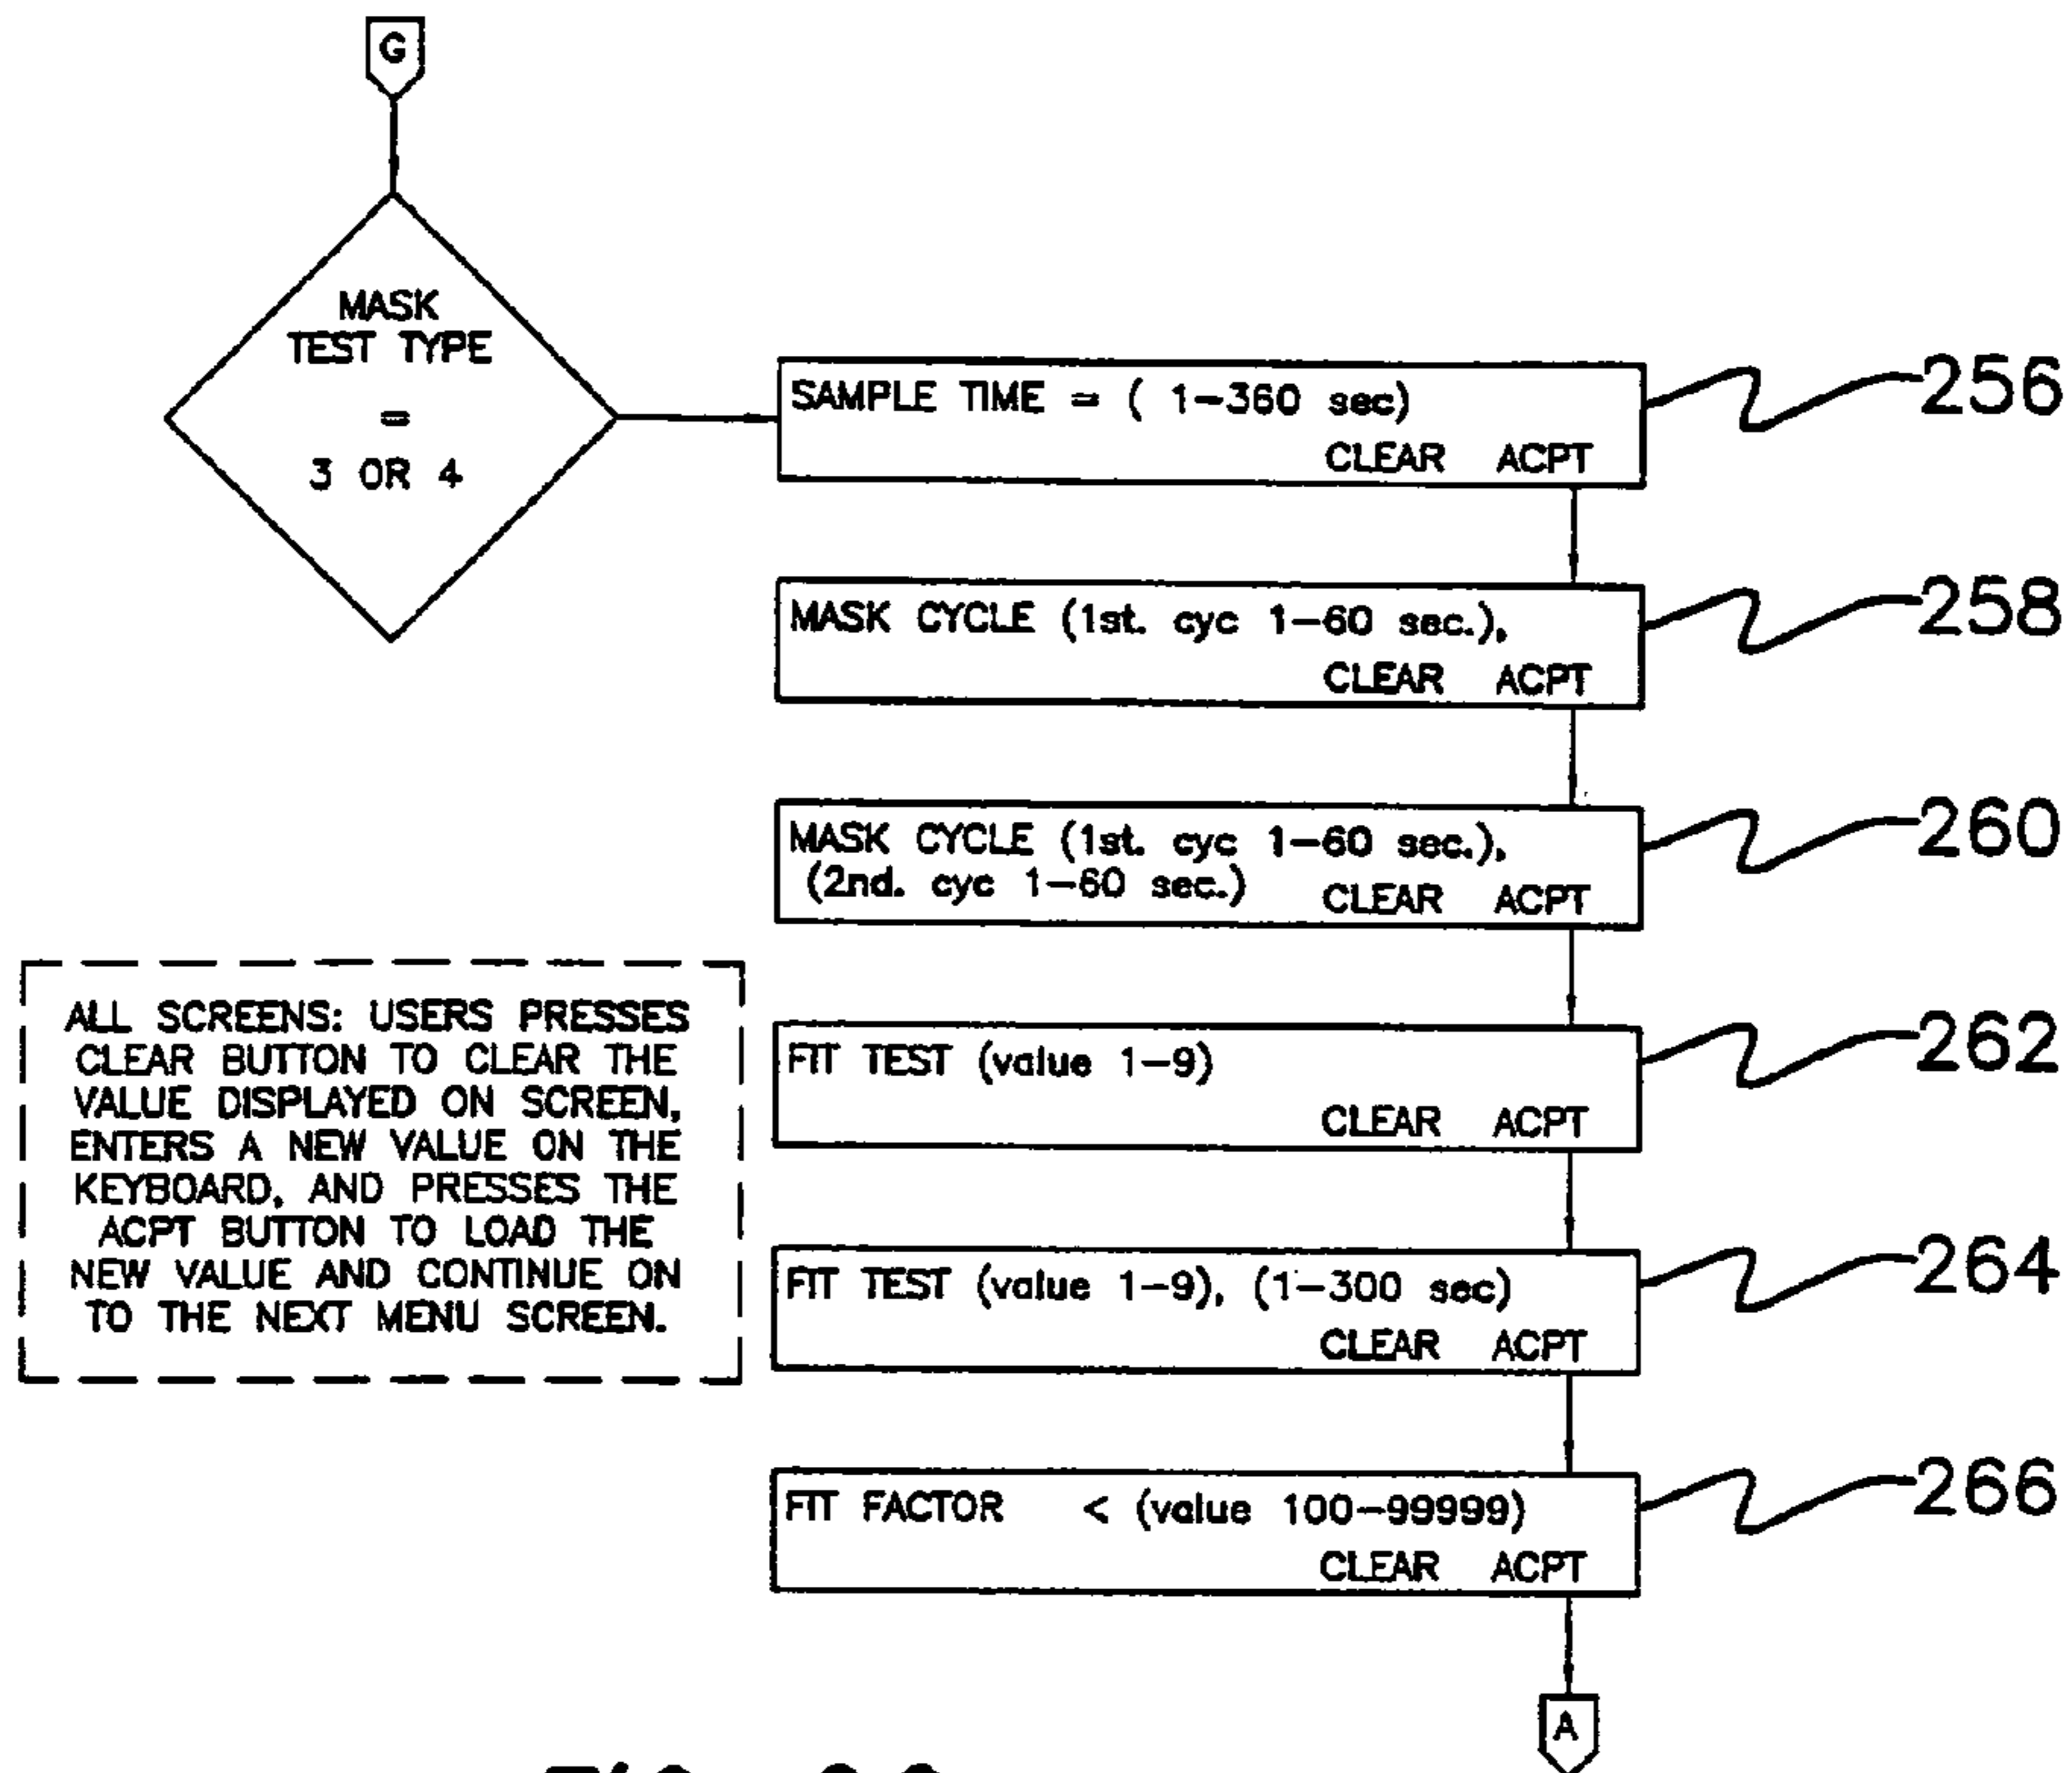 G
MASK
TEST TYPE
=
3 OR 4
SAMPLE TIME = ( 1-360 sec)
CLEAR ACPT
256
MASK CYCLE (1st. cyc 1-60 sec.),
CLEAR ACPT
258
MASK CYCLE (1st. cyc 1-60 sec.),
(2nd. cyc 1-60 sec.) CLEAR ACPT
260
ALL SCREENS: USERS PRESSES
CLEAR BUTTON TO CLEAR THE
VALUE DISPLAYED ON SCREEN,
ENTERS A NEW VALUE ON THE
KEYBOARD, AND PRESSES THE
ACPT BUTTON TO LOAD THE
NEW VALUE AND CONTINUE ON
TO THE NEXT MENU SCREEN.
FIT TEST (value 1-9)
CLEAR ACPT
262
FIT TEST (value 1-9), (1-300 sec)
CLEAR ACPT
264
FIT FACTOR < (value 100-99999)
CLEAR ACPT
266
A